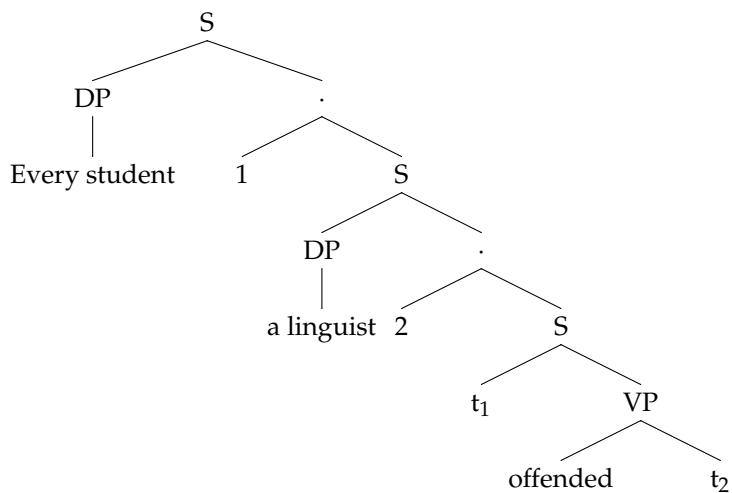 S
DP .
Every student 1 S
DP .
a linguist 2 S
t1 VP
offended t2